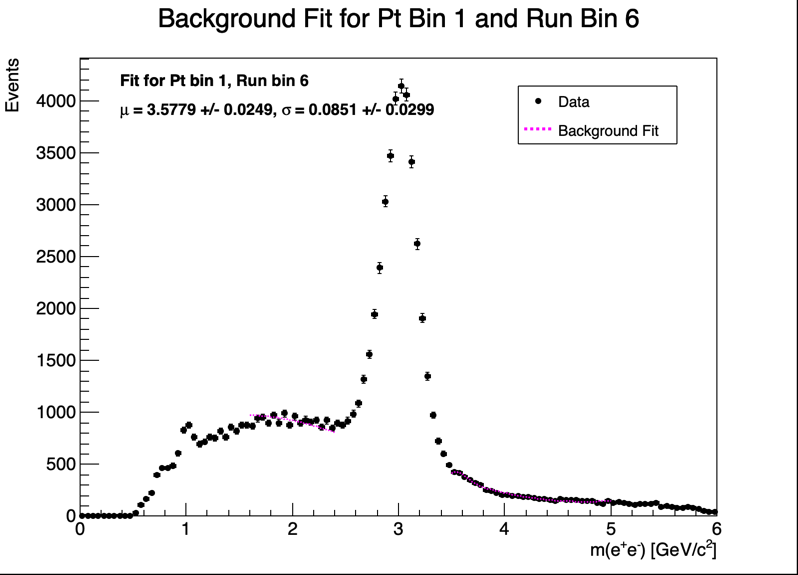 Background Fit for Pt Bin 1 and Run Bin 6
Events
Fit for Pt bin 1, Run bin 6
μ = 3.5779 +/- 0.0249, σ = 0.0851 +/- 0.0299
Data
Background Fit
4000
3500
3000
2500
2000
1500
1000
500
0
0 1 2 3 4 5 6
m(e⁺e⁻) [GeV/c²]